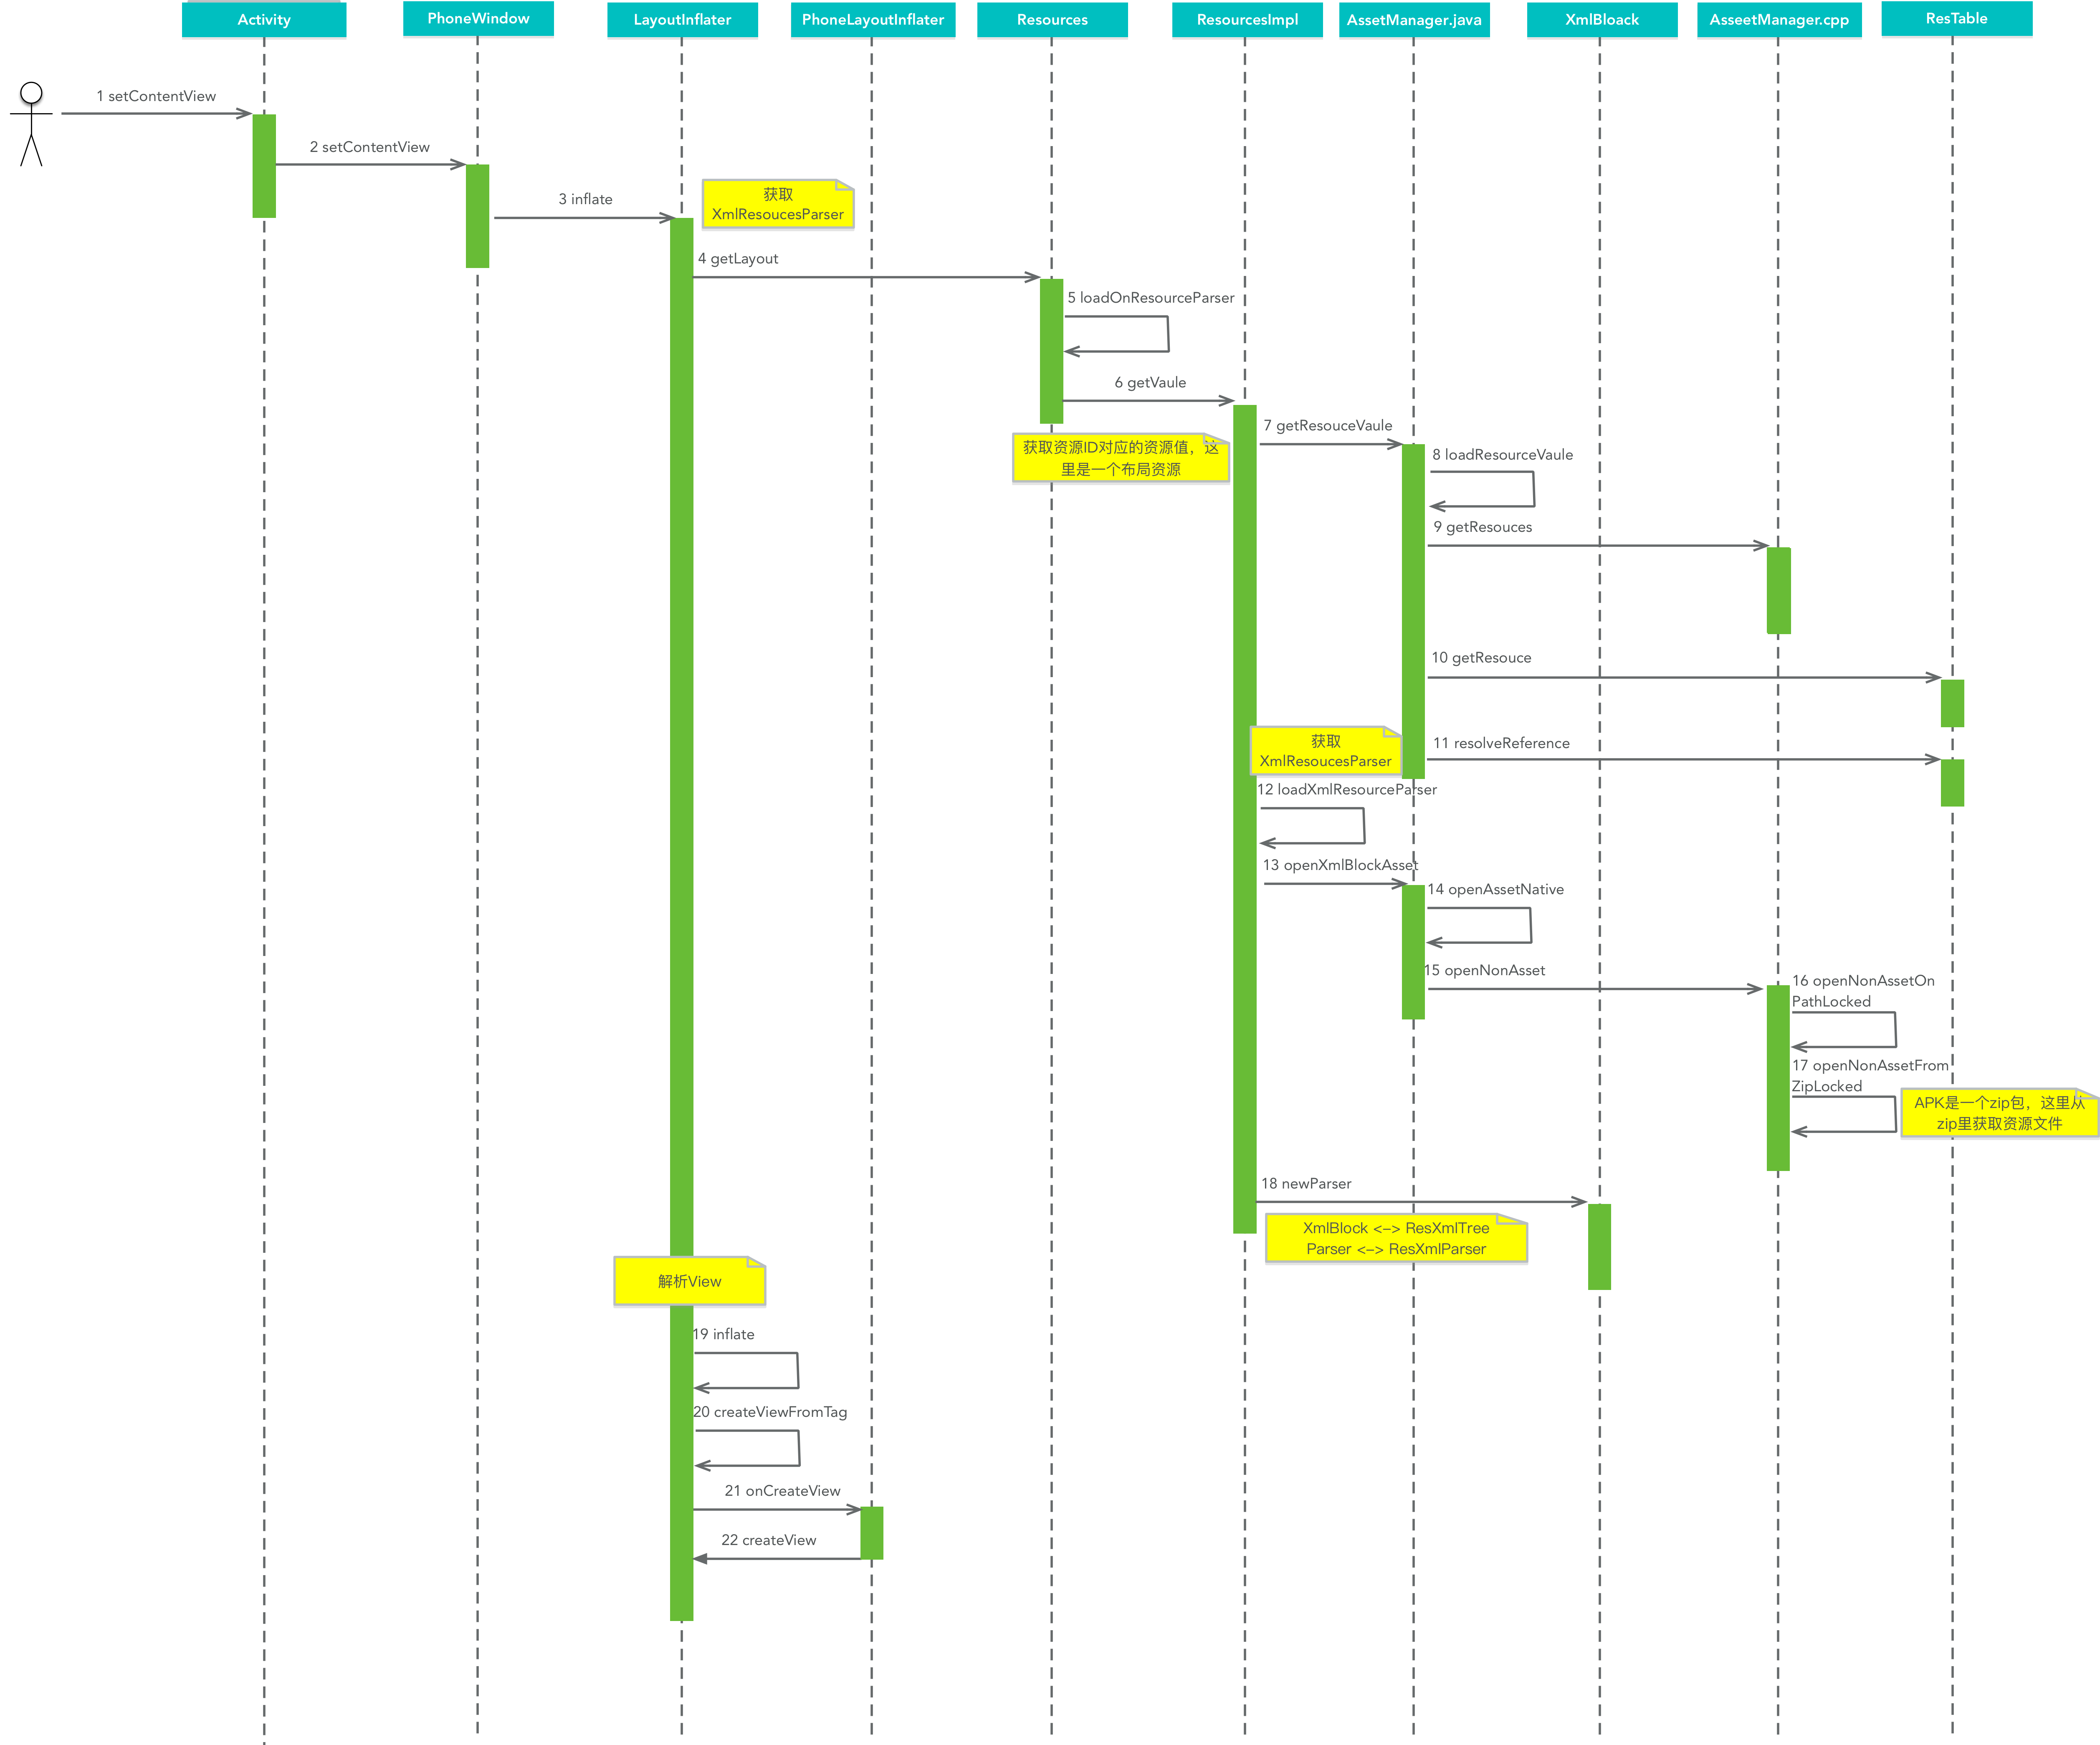 Activity
PhoneWindow
LayoutInflater
PhoneLayoutInflater
Resources
ResourcesImpl
AssetManager.java
XmlBloack
AsseetManager.cpp
ResTable
1 setContentView
2 setContentView
3 inflate
获取
XmlResoucesParser
4 getLayout
5 loadOnResourceParser
6 getVaule
7 getResouceVaule
获取资源ID对应的资源值，这
里是一个布局资源
8 loadResourceVaule
9 getResouces
10 getResouce
获取
XmlResoucesParser
11 resolveReference
12 loadXmlResourceParser
13 openXmlBlockAsset
14 openAssetNative
15 openNonAsset
16 openNonAssetOn
PathLocked
17 openNonAssetFrom
ZipLocked
APK是一个zip包，这里从
zip里获取资源文件
18 newParser
XmlBlock <-> ResXmlTree
Parser <-> ResXmlParser
解析View
19 inflate
20 createViewFromTag
21 onCreateView
22 createView